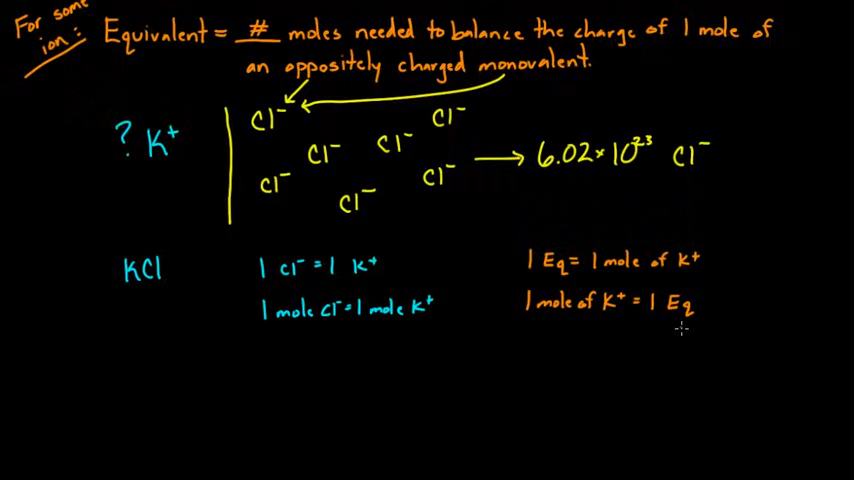 For some ion:
Equivalent = # moles needed to balance the charge of 1 mole of
an oppositely charged monovalent.
? K⁺
Cl⁻ Cl⁻ Cl⁻ Cl⁻
Cl⁻ Cl⁻ Cl⁻
→ 6.02 × 10²³ Cl⁻
KCl
1 Cl⁻ = 1 K⁺
1 mole Cl⁻ = 1 mole K⁺
1 Eq = 1 mole of K⁺
1 mole of K⁺ = 1 Eq